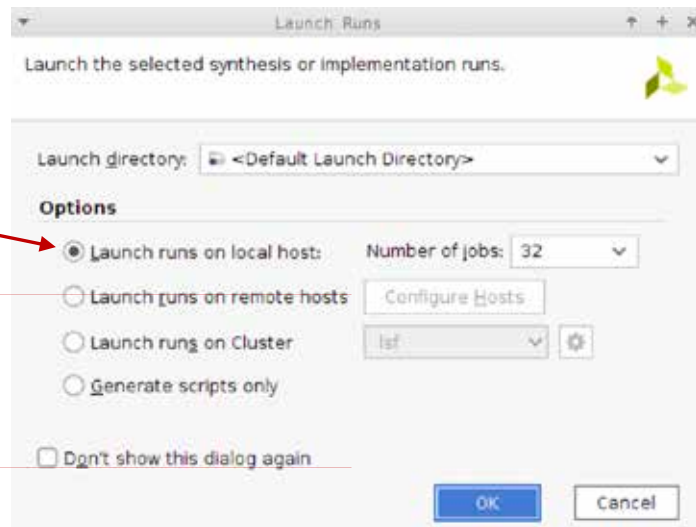 Launch Runs
Launch the selected synthesis or implementation runs.
Launch directory: <Default Launch Directory>
Options
Launch runs on local host: Number of jobs: 32
Launch runs on remote hosts Configure Hosts
Launch runs on Cluster lsf
Generate scripts only
Don't show this dialog again
OK Cancel